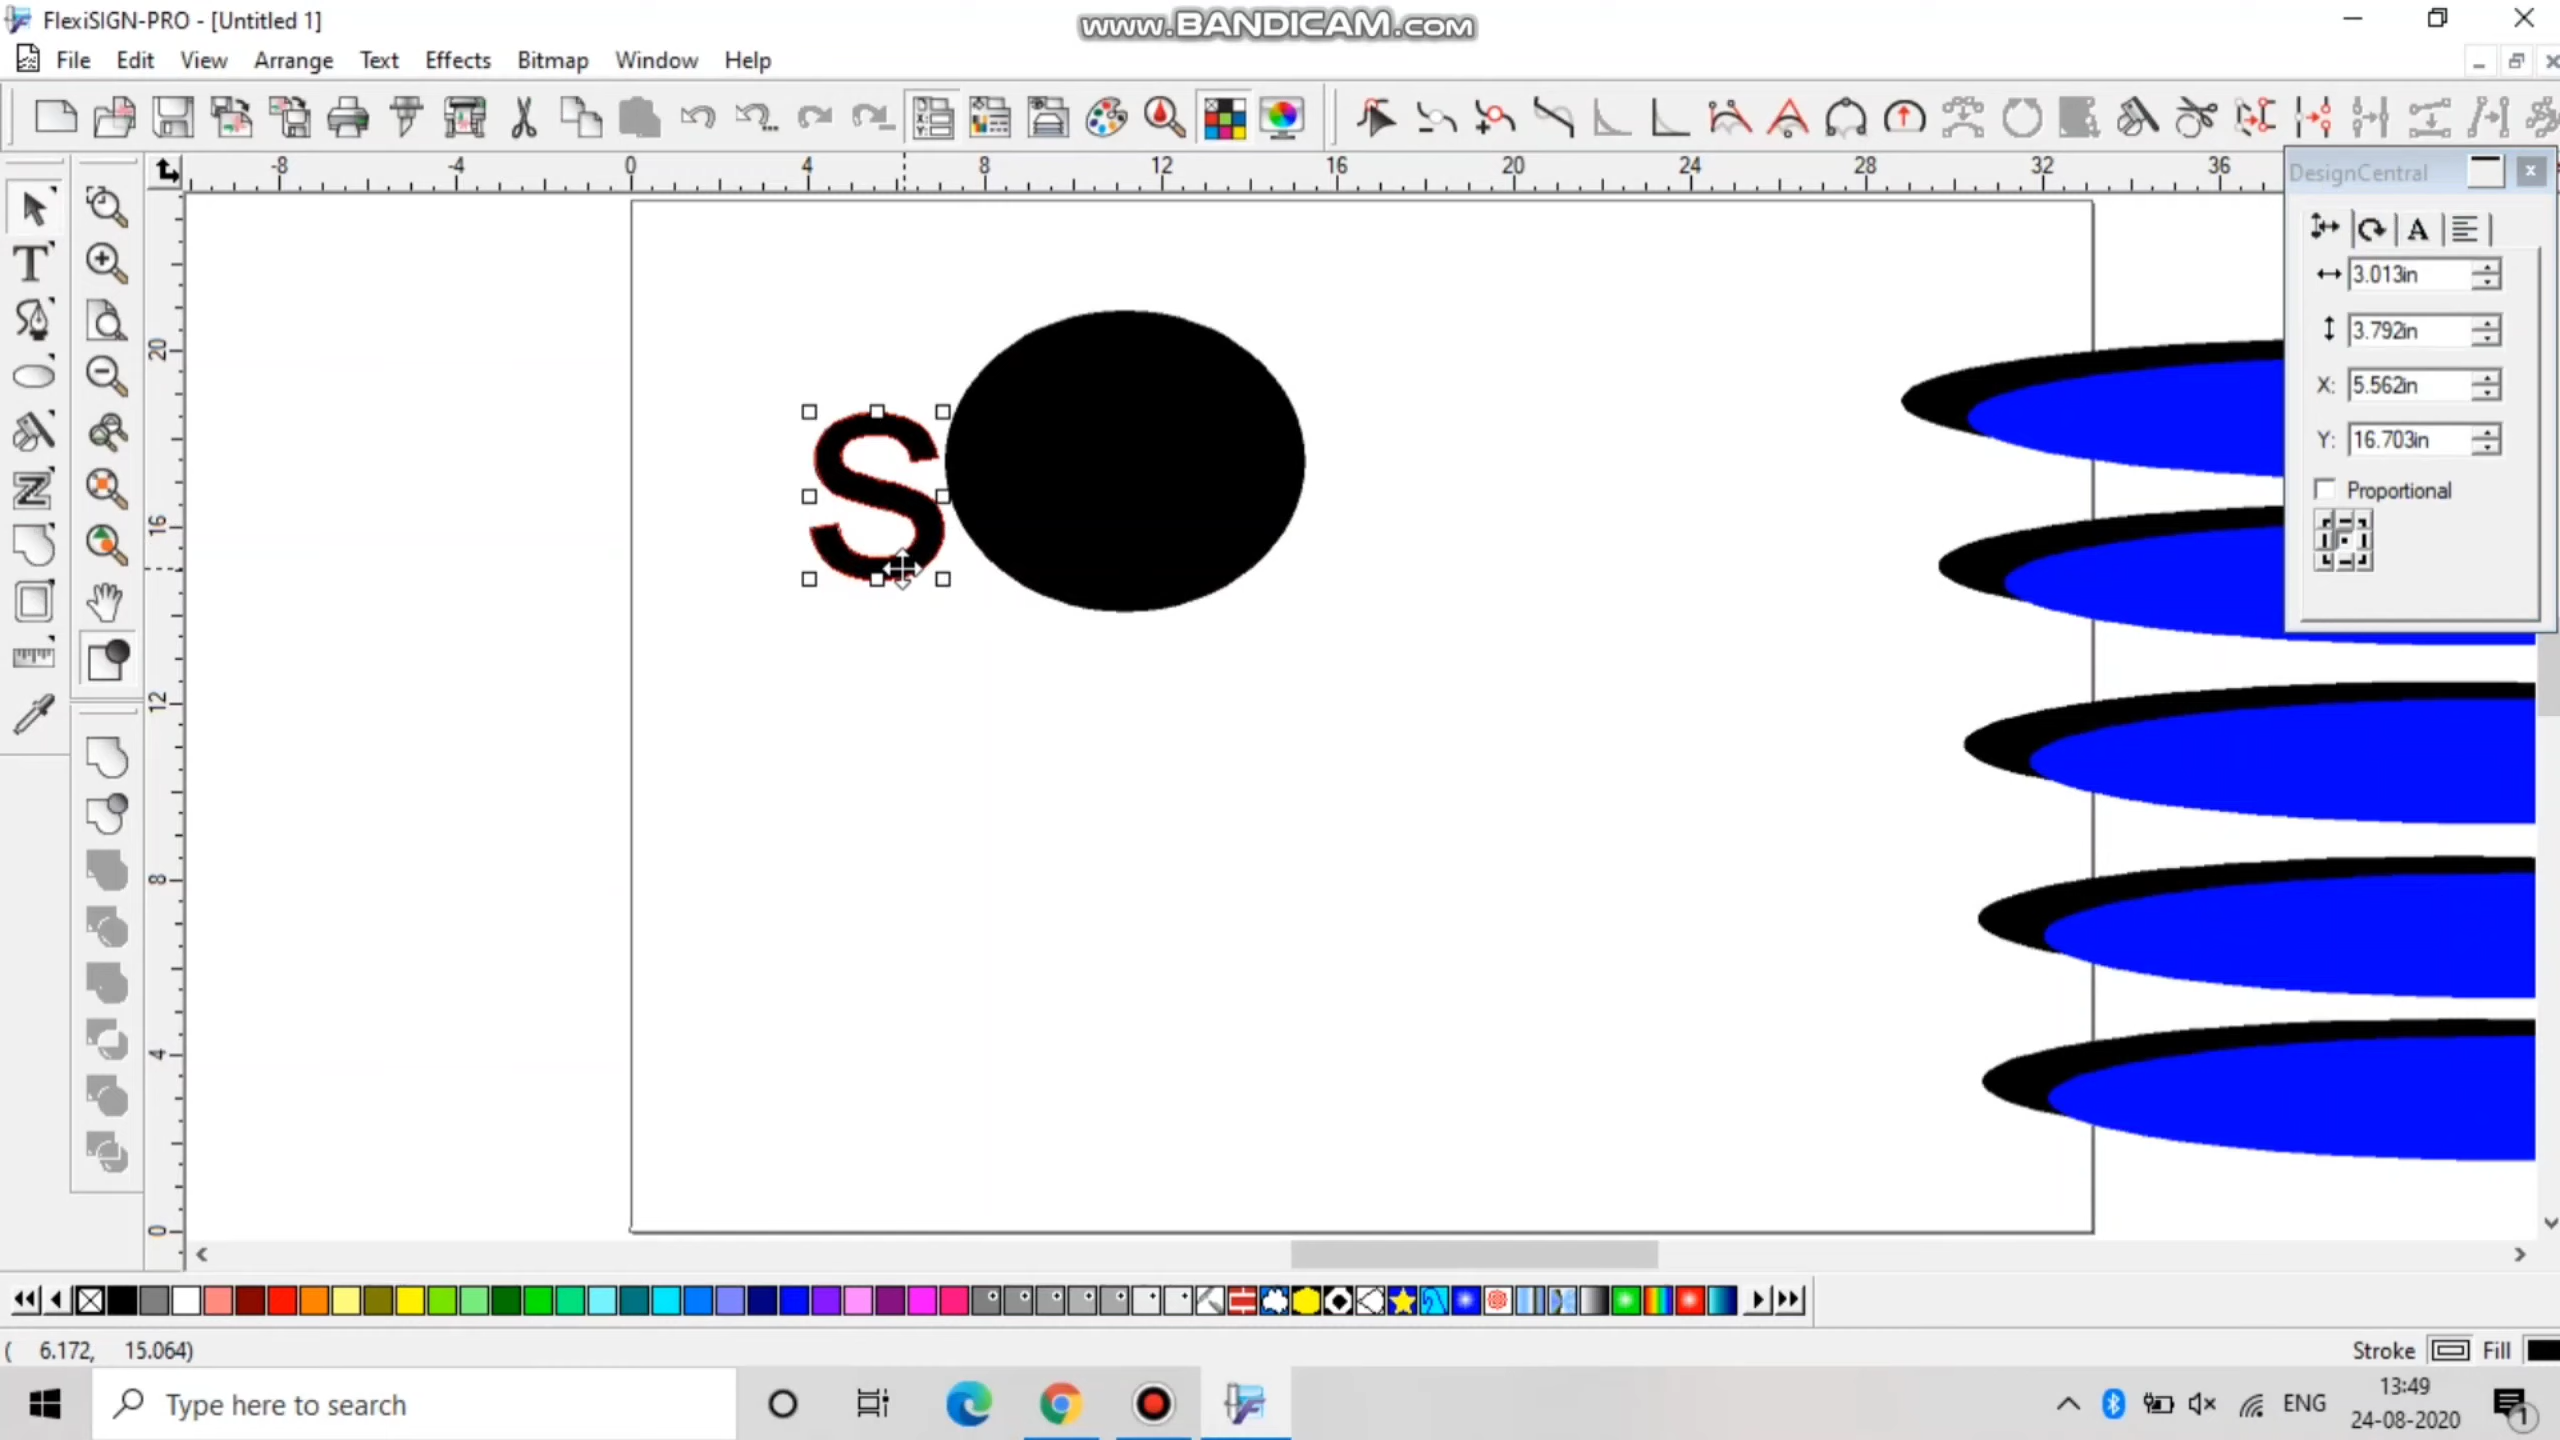 FlexiSIGN-PRO - [Untitled 1]
www.BANDICAM.com
File Edit View Arrange Text Effects Bitmap Window Help
-8 -4 0 4 8 12 16 20 24 28 32 36
DesignCentral
3.013in
3.792in
X: 5.562in
Y: 16.703in
Proportional
20
16
12
8
4
0
S
( 6.172, 15.064)
Stroke Fill
Type here to search
ENG
13:49
24-08-2020
1